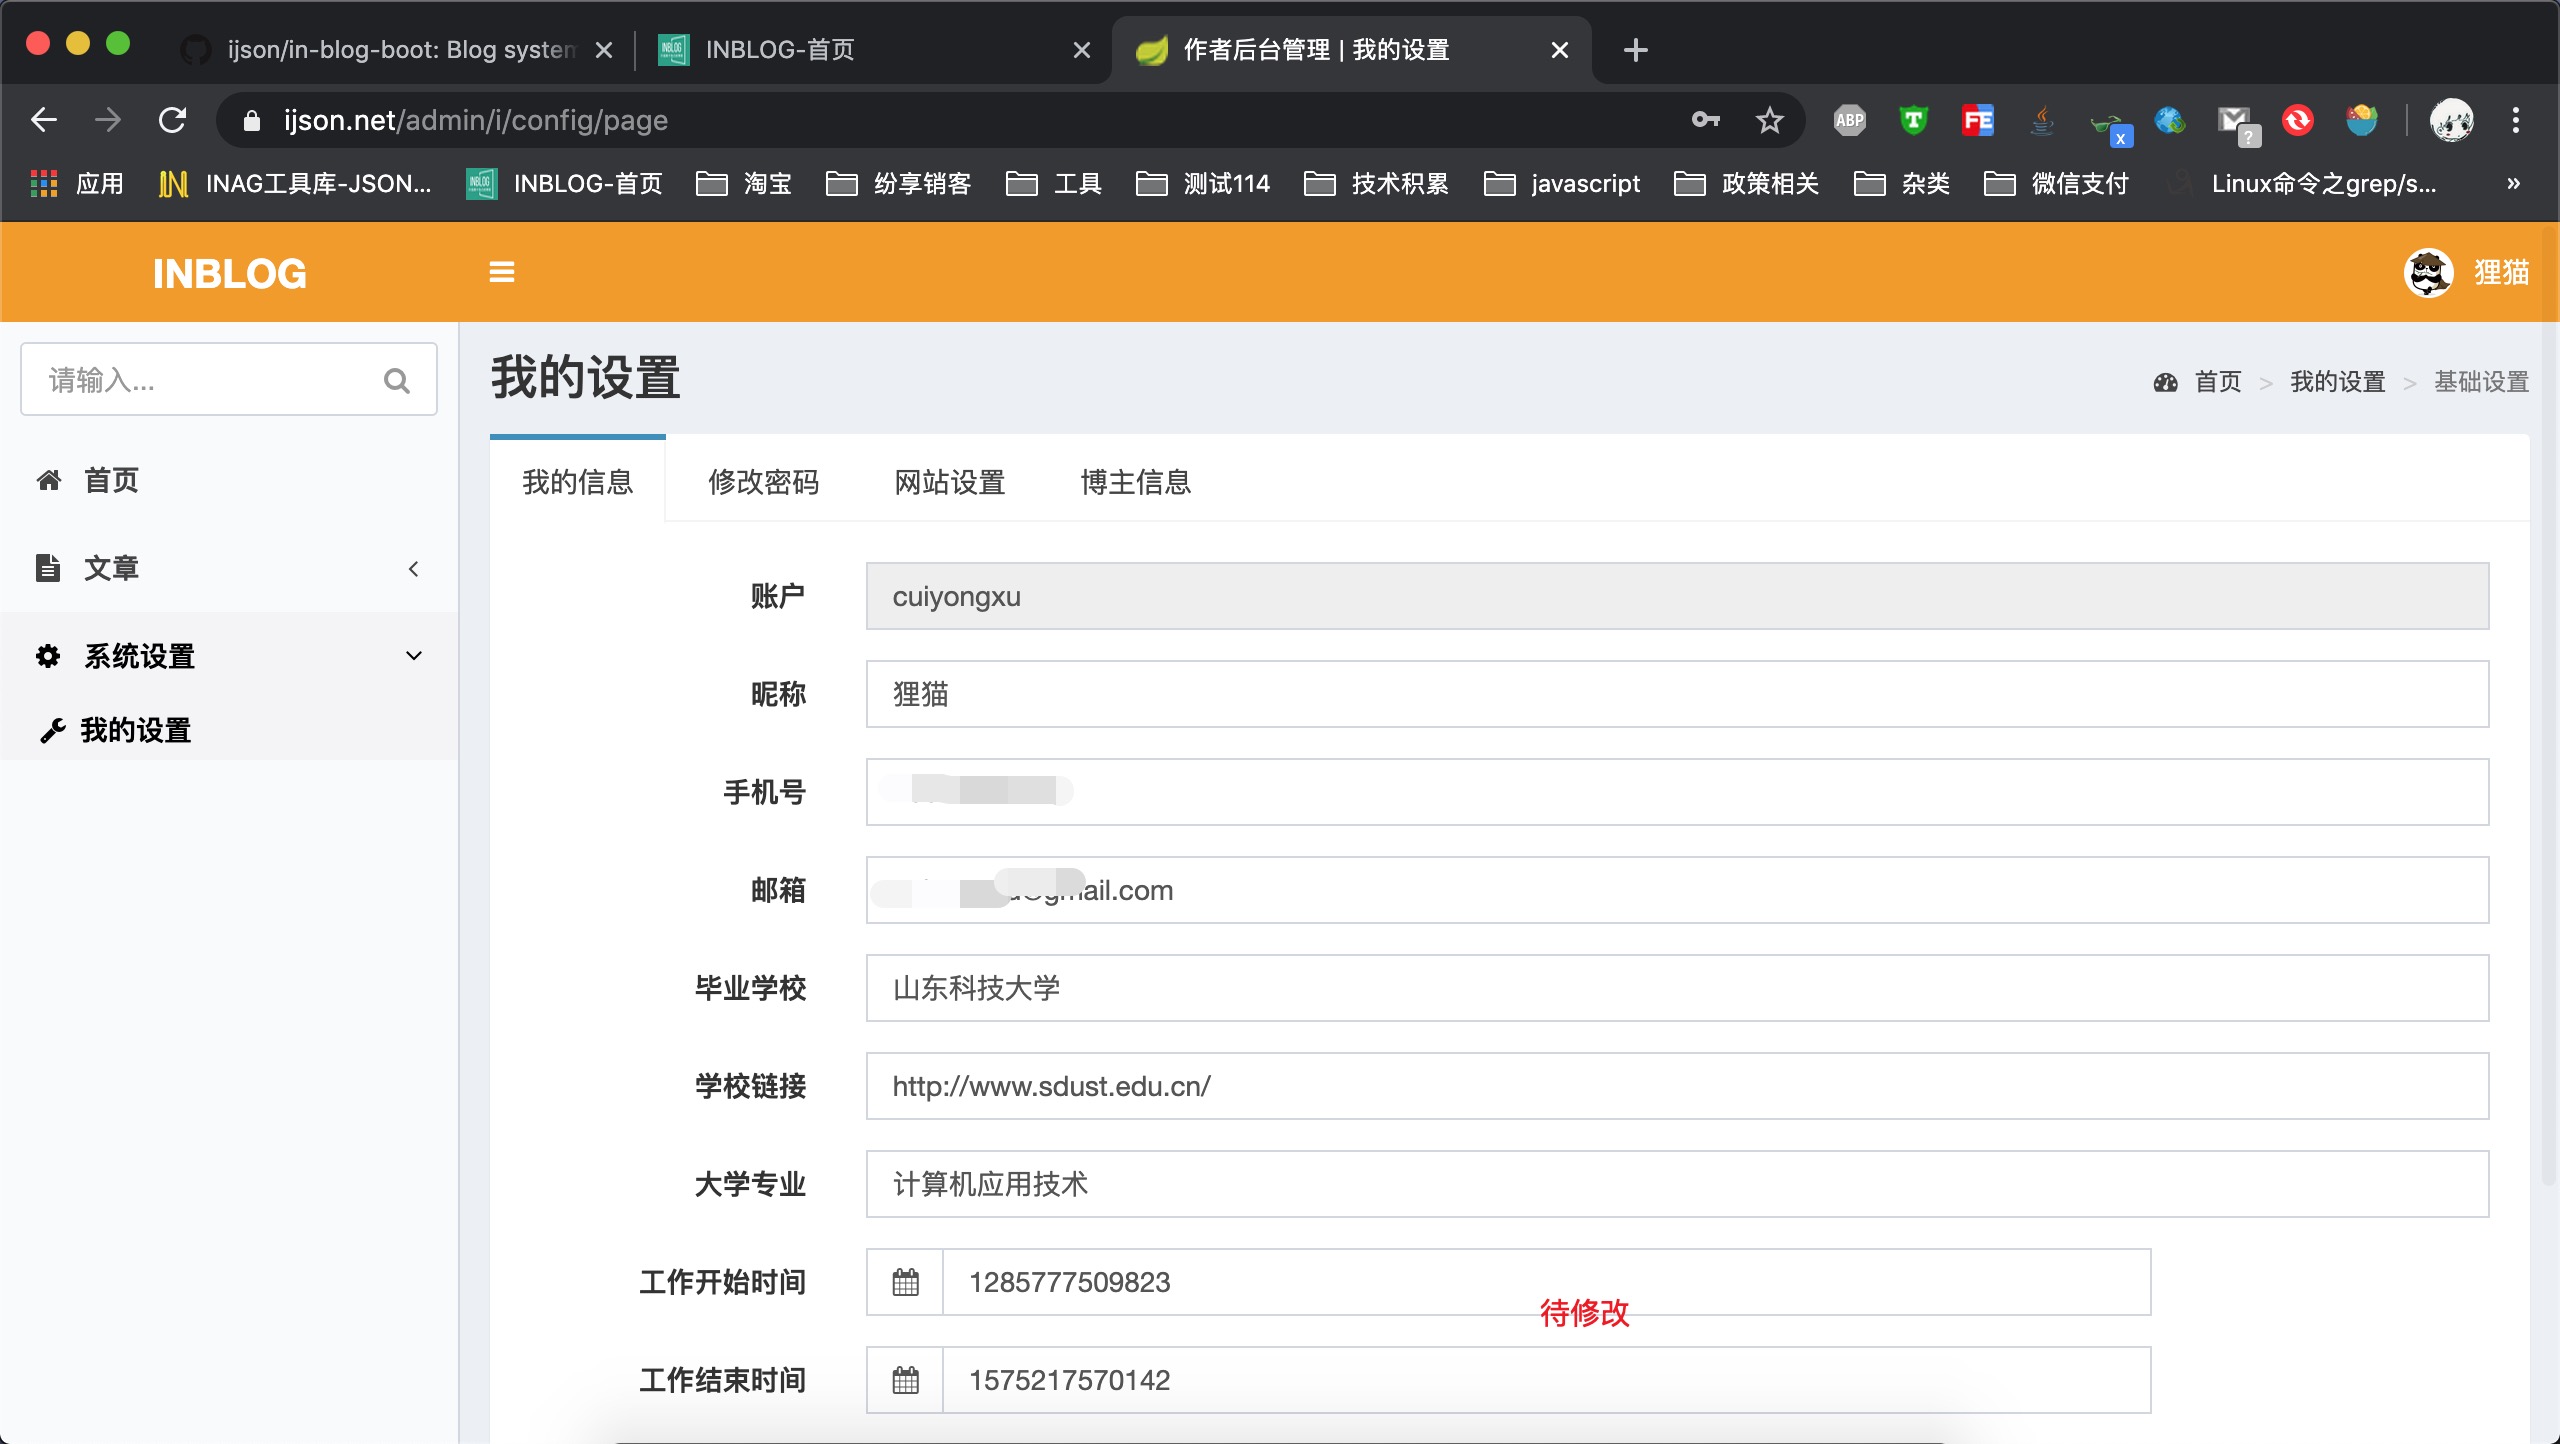 ijson/in-blog-boot: Blog system
INBLOG-首页
作者后台管理 | 我的设置
ijson.net/admin/i/config/page
ABP
T
FE
x
?
应用
INAG工具库-JSON...
INBLOG-首页
淘宝
纷享销客
工具
测试114
技术积累
javascript
政策相关
杂类
微信支付
Linux命令之grep/s...
»
INBLOG
狸猫
请输入...
首页
文章
系统设置
我的设置
我的设置
首页 > 我的设置 > 基础设置
我的信息
修改密码
网站设置
博主信息
账户 cuiyongxu
昵称 狸猫
手机号
邮箱 @gmail.com
毕业学校 山东科技大学
学校链接 http://www.sdust.edu.cn/
大学专业 计算机应用技术
工作开始时间 1285777509823
待修改
工作结束时间 1575217570142